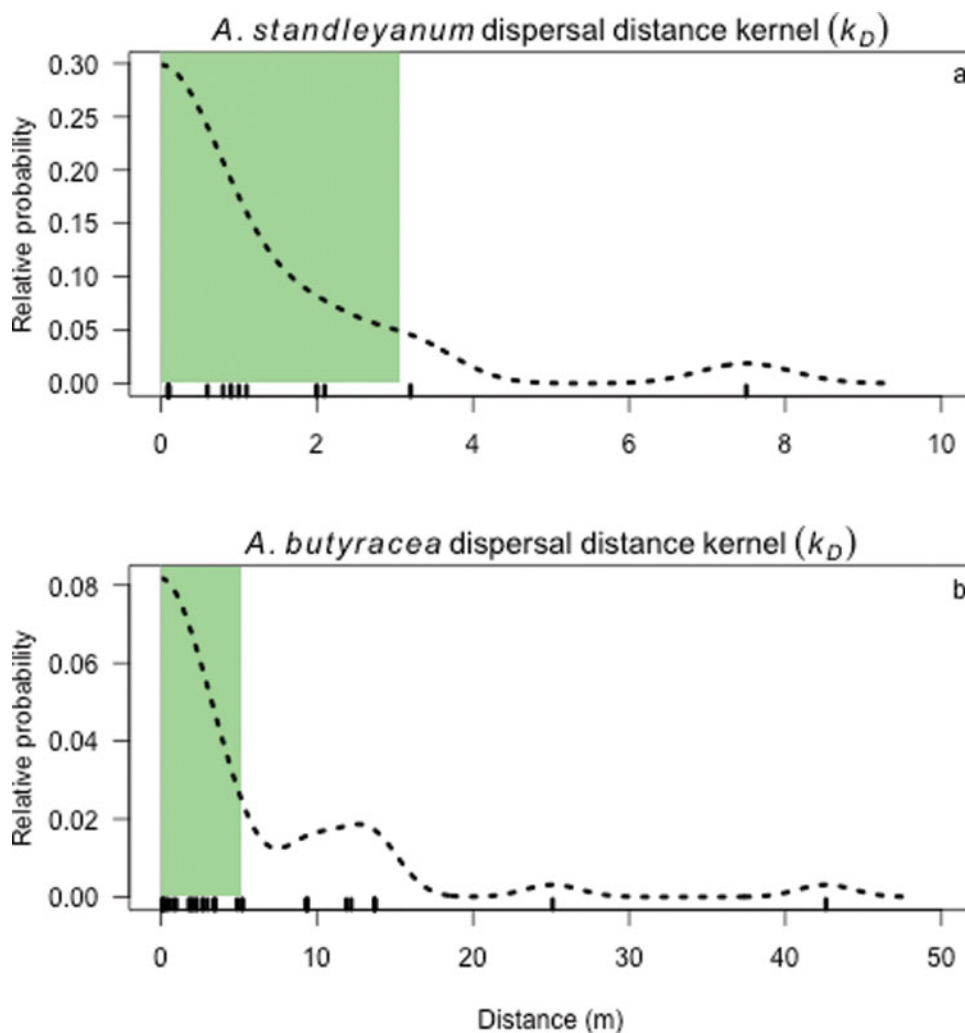 A. standleyanum dispersal distance kernel (k_D)
a
0.30
0.25
0.20
0.15
0.10
0.05
0.00
Relative probability
0 2 4 6 8 10
A. butyracea dispersal distance kernel (k_D)
b
0.08
0.06
0.04
0.02
0.00
Relative probability
0 10 20 30 40 50
Distance (m)